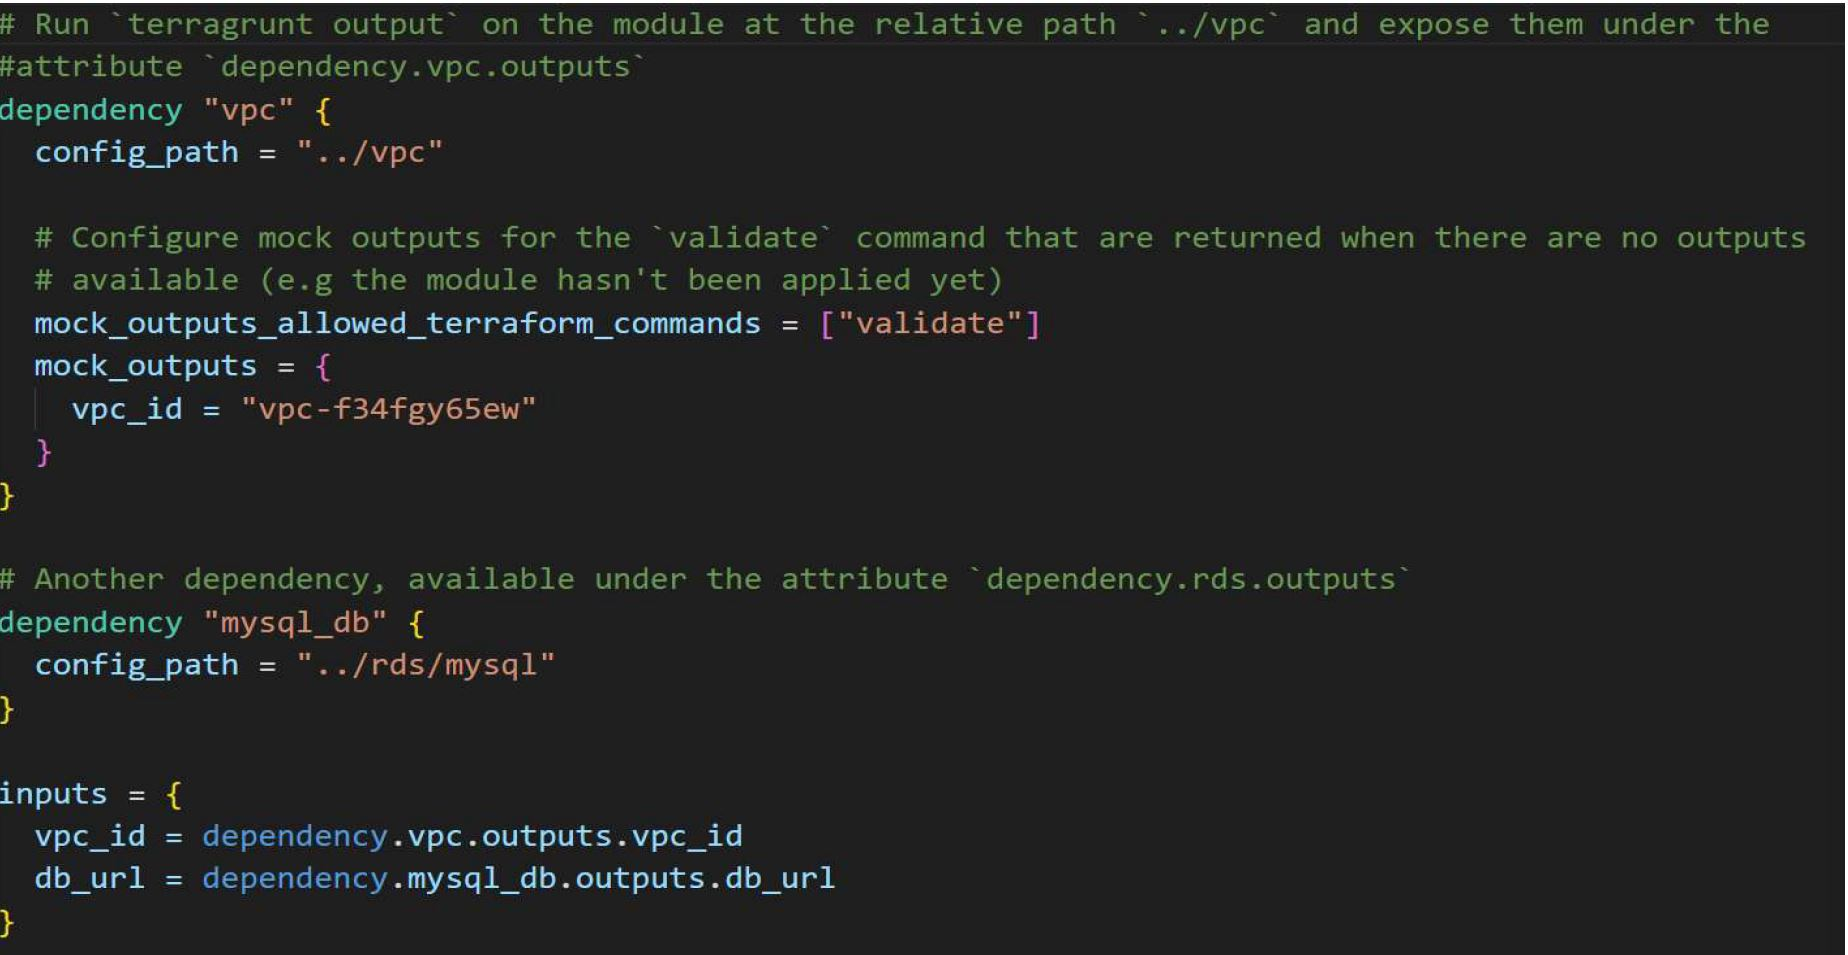 # Run `terragrunt output` on the module at the relative path `../vpc` and expose them under the
#attribute `dependency.vpc.outputs`
dependency "vpc" {
  config_path = "../vpc"

  # Configure mock outputs for the `validate` command that are returned when there are no outputs
  # available (e.g the module hasn't been applied yet)
  mock_outputs_allowed_terraform_commands = ["validate"]
  mock_outputs = {
    vpc_id = "vpc-f34fgy65ew"
  }
}

# Another dependency, available under the attribute `dependency.rds.outputs`
dependency "mysql_db" {
  config_path = "../rds/mysql"
}

inputs = {
  vpc_id = dependency.vpc.outputs.vpc_id
  db_url = dependency.mysql_db.outputs.db_url
}